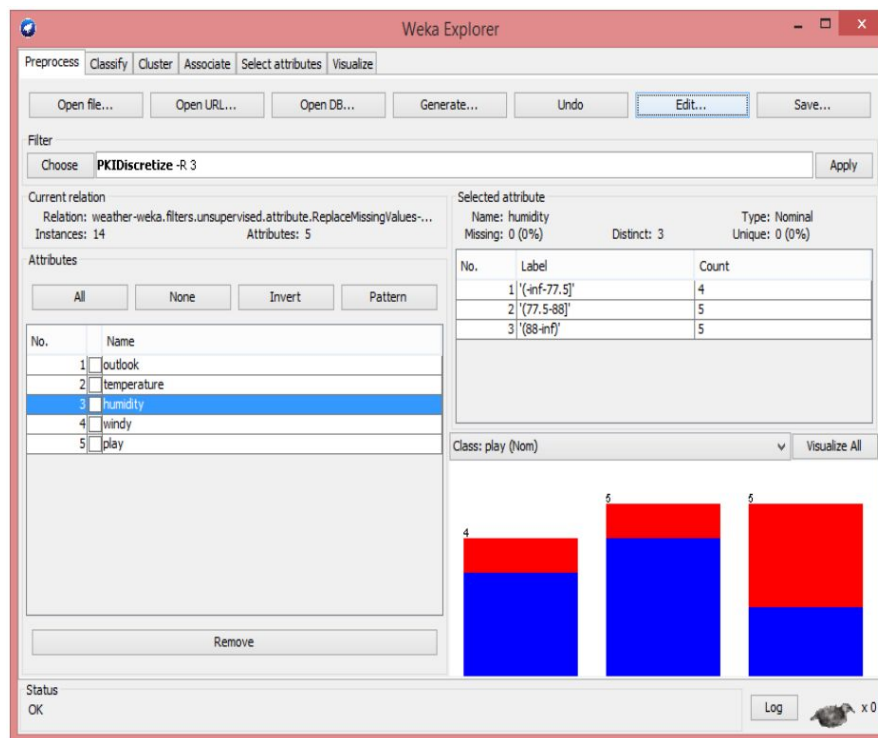 Weka Explorer
Preprocess Classify Cluster Associate Select attributes Visualize
Open file... Open URL... Open DB... Generate... Undo Edit... Save...
Filter
Choose PKIDiscretize -R 3 Apply
Current relation
Relation: weather-weka.filters.unsupervised.attribute.ReplaceMissingValues-...
Instances: 14 Attributes: 5
Attributes
All None Invert Pattern
No. Name
1 outlook
2 temperature
3 humidity
4 windy
5 play
Remove
Selected attribute
Name: humidity Type: Nominal
Missing: 0 (0%) Distinct: 3 Unique: 0 (0%)
No. Label Count
1 '(-inf-77.5]' 4
2 '(77.5-88]' 5
3 '(88-inf)' 5
Class: play (Nom) Visualize All
4 5 5
Status
OK
Log x 0